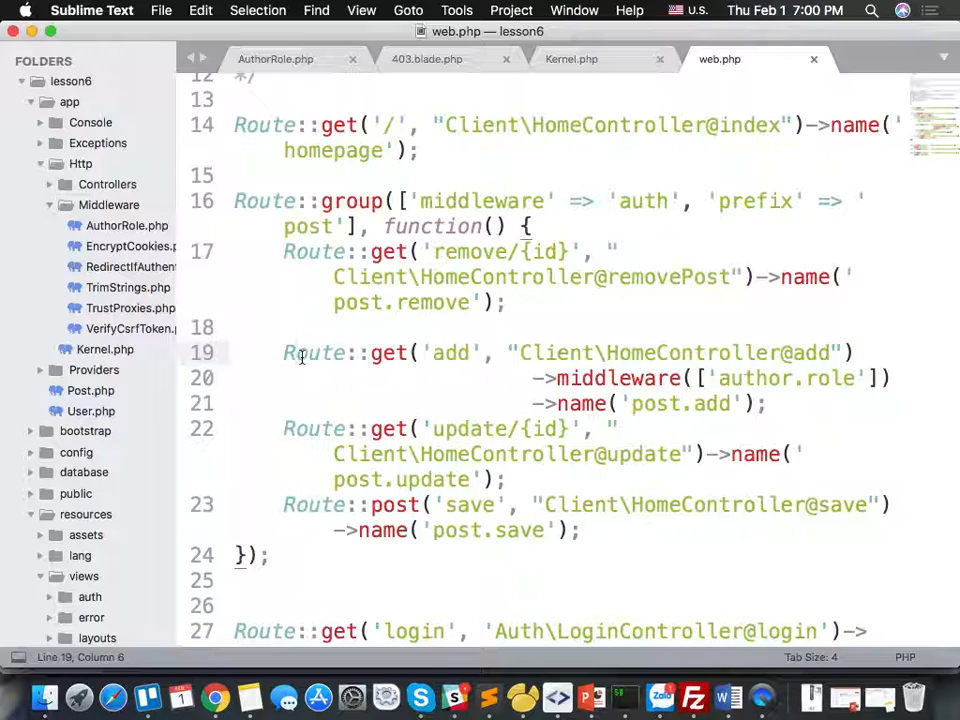 Sublime Text File Edit Selection Find View Goto Tools Project Window Help U.S. Thu Feb 1 7:00 PM
web.php — lesson6
FOLDERS
lesson6
app
Console
Exceptions
Http
Controllers
Middleware
AuthorRole.php
EncryptCookies.p
RedirectIfAuthen
TrimStrings.php
TrustProxies.php
VerifyCsrfToken.p
Kernel.php
Providers
Post.php
User.php
bootstrap
config
database
public
resources
assets
lang
views
auth
error
layouts
AuthorRole.php 403.blade.php Kernel.php web.php
12 */
13
14 Route::get('/', "Client\HomeController@index")->name('
homepage');
15
16 Route::group(['middleware' => 'auth', 'prefix' => '
post'], function() {
17 Route::get('remove/{id}', "
Client\HomeController@removePost")->name('
post.remove');
18
19 Route::get('add', "Client\HomeController@add")
20 ->middleware(['author.role'])
21 ->name('post.add');
22 Route::get('update/{id}', "
Client\HomeController@update")->name('
post.update');
23 Route::post('save', "Client\HomeController@save")
->name('post.save');
24 });
25
26
27 Route::get('login', 'Auth\LoginController@login')->
Line 19, Column 6 Tab Size: 4 PHP